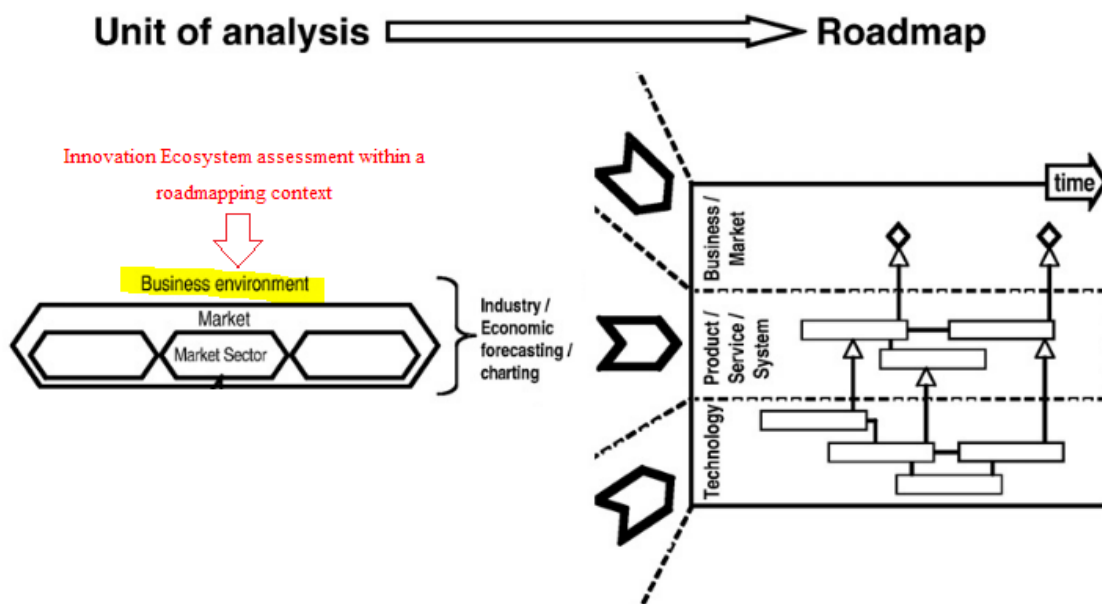 Unit of analysis
Roadmap
Innovation Ecosystem assessment within a
roadmapping context
Business environment
Market
Market Sector
Industry /
Economic
forecasting /
charting
time
Business /
Market
Product /
Service /
System
Technology